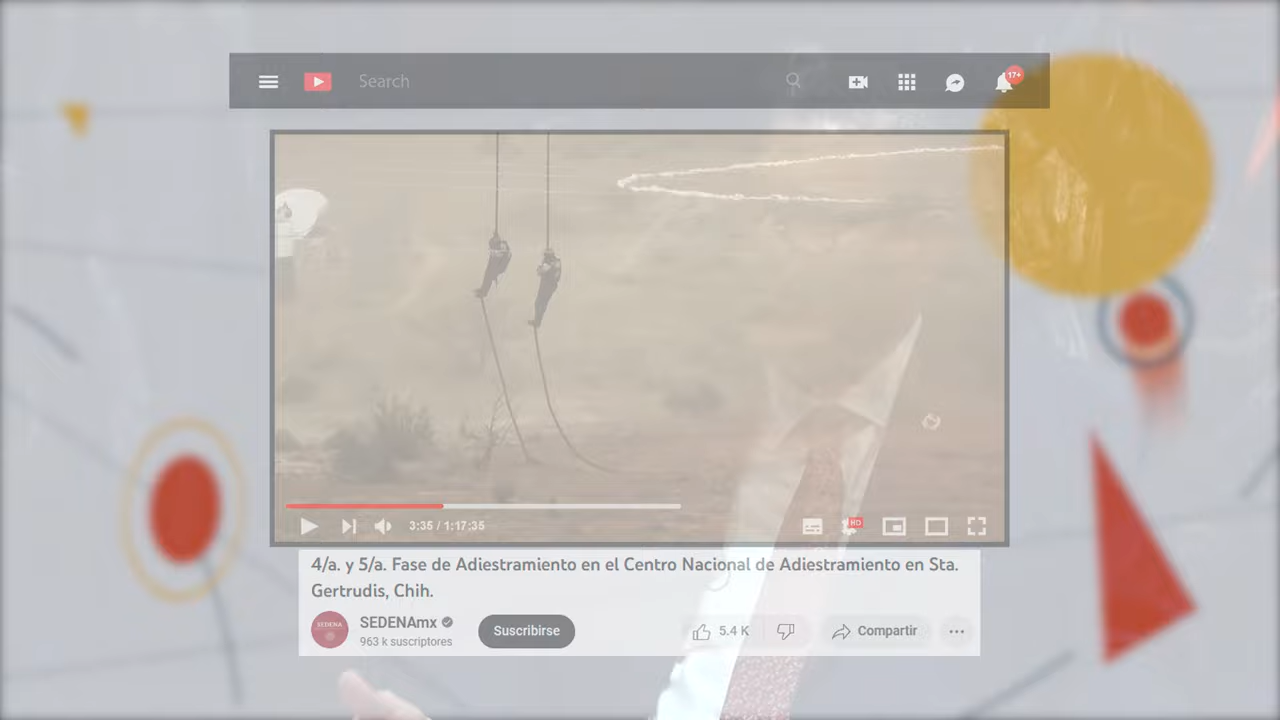 Search
17+
3:35 / 1:17:35
HD
4/a. y 5/a. Fase de Adiestramiento en el Centro Nacional de Adiestramiento en Sta.
Gertrudis, Chih.
SEDENA
SEDENAmx
963 k suscriptores
Suscribirse
5.4 K
Compartir